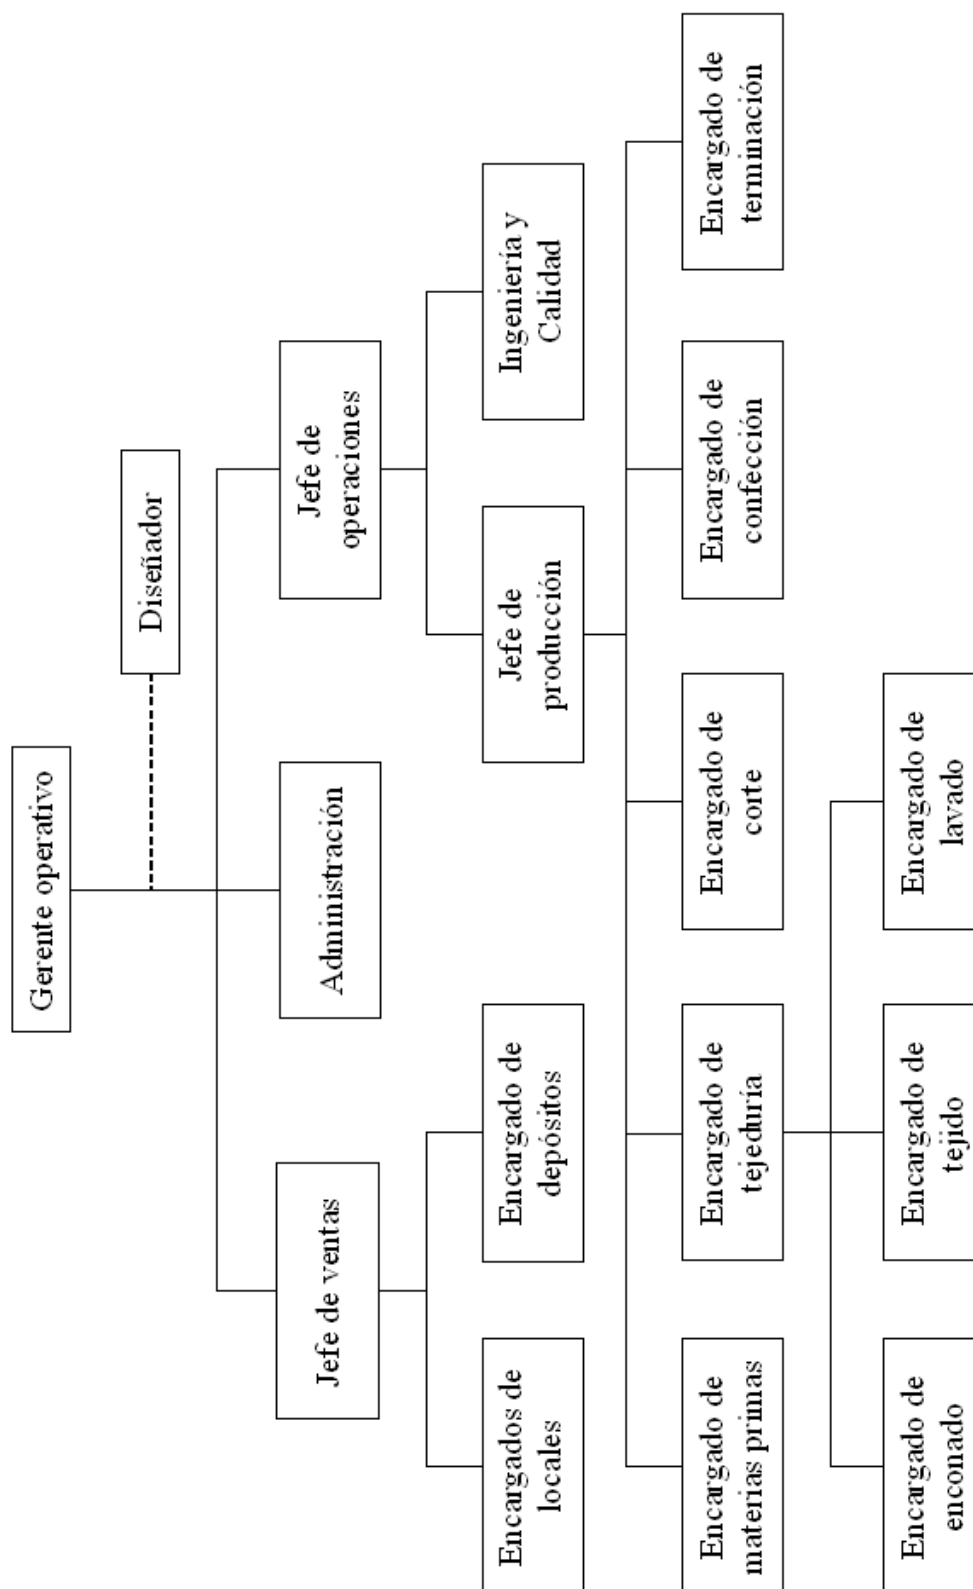 Gerente operativo
Diseñador
Jefe de ventas
Administración
Jefe de
operaciones
Encargados de
locales
Encargado de
depósitos
Jefe de
producción
Ingeniería y
Calidad
Encargado de
materias primas
Encargado de
tejeduría
Encargado de
corte
Encargado de
confección
Encargado de
terminación
Encargado de
enconado
Encargado de
tejido
Encargado de
lavado